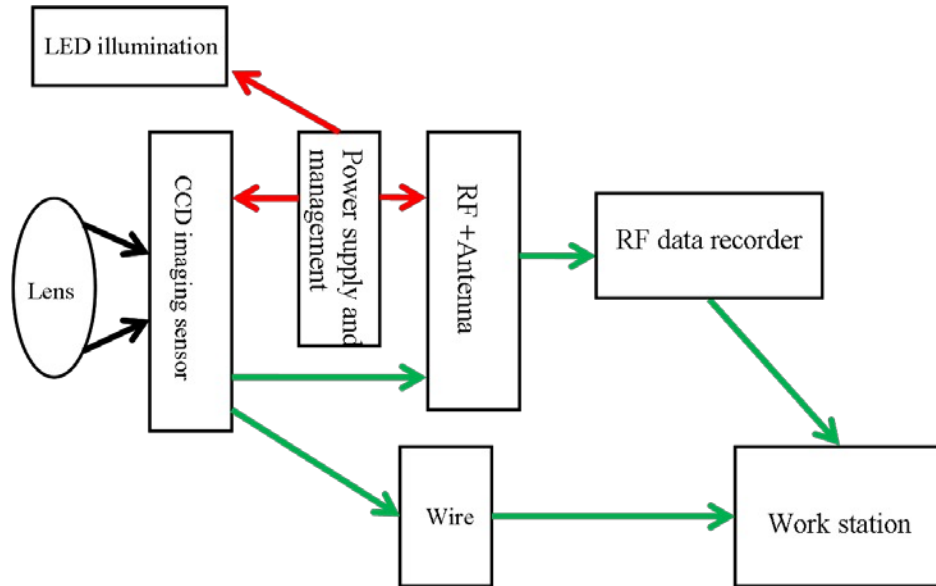 LED illumination
Lens
CCD imaging sensor
Power supply and
management
RF +Antenna
RF data recorder
Wire
Work station